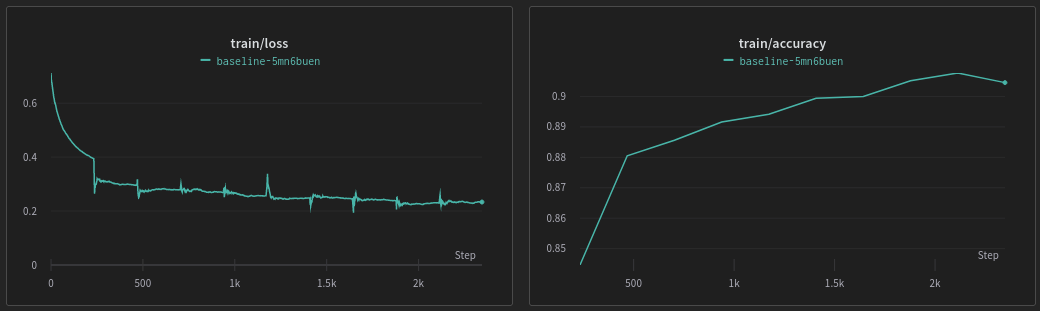 train/loss
baseline-5mn6buen
0.6
0.4
0.2
0
Step
0
500
1k
1.5k
2k
train/accuracy
baseline-5mn6buen
0.9
0.89
0.88
0.87
0.86
0.85
Step
500
1k
1.5k
2k